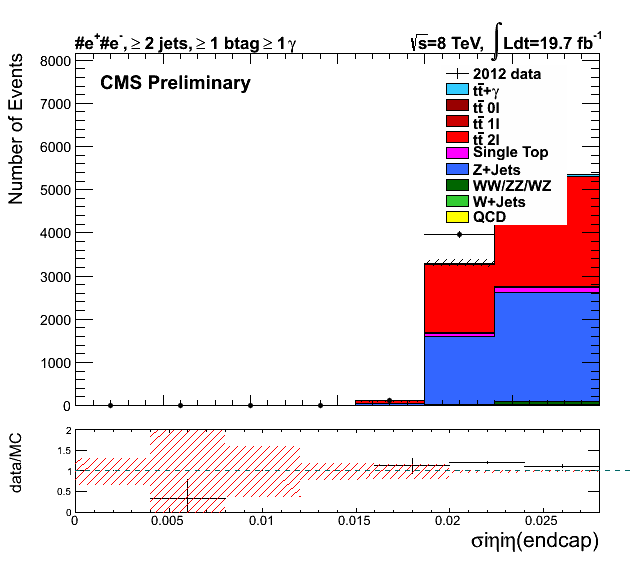 #e⁺#e⁻, ≥ 2 jets, ≥ 1 btag ≥ 1γ
√s=8 TeV, ∫Ldt=19.7 fb⁻¹
CMS Preliminary
2012 data
tt̄+γ
tt̄ 0l
tt̄ 1l
tt̄ 2l
Single Top
Z+Jets
WW/ZZ/WZ
W+Jets
QCD
Number of Events
8000
7000
6000
5000
4000
3000
2000
1000
0
data/MC
2
1.5
1
0.5
0
0 0.005 0.01 0.015 0.02 0.025
σiηiη(endcap)